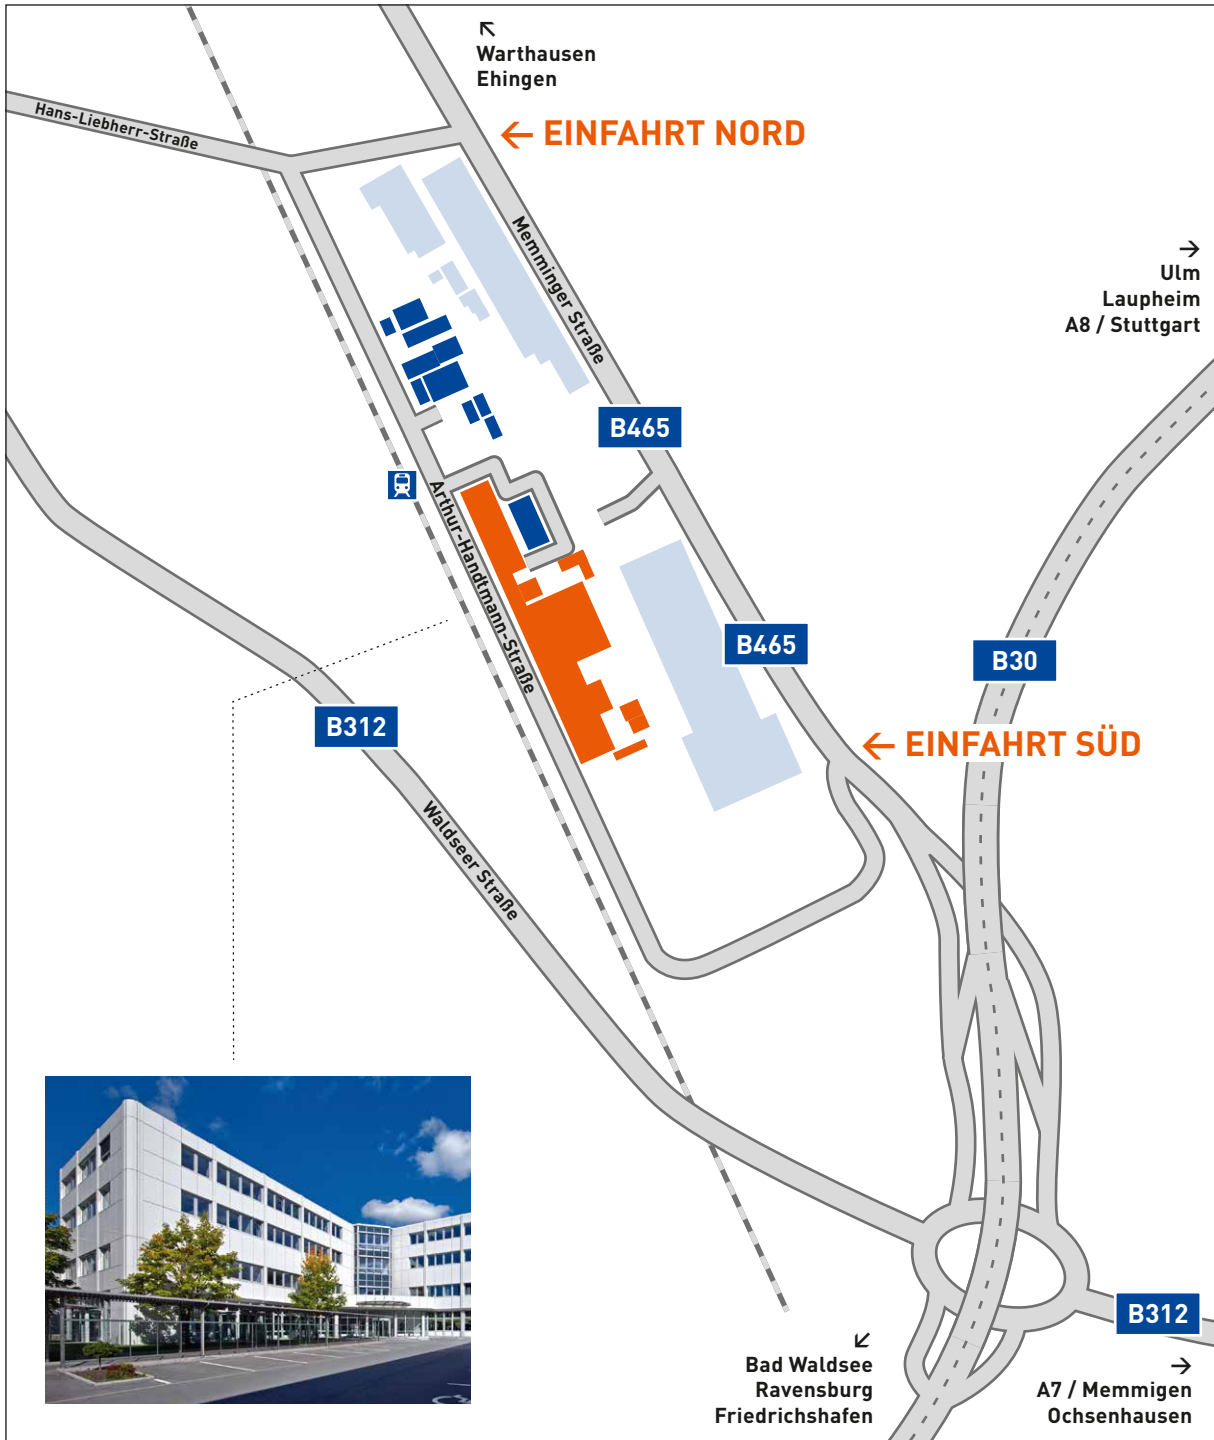 Warthausen
Ehingen
← EINFAHRT NORD
Hans-Liebherr-Straße
Memminger Straße
Ulm
Laupheim
A8 / Stuttgart
B465
Arthur-Handtmann-Straße
B465
B30
B312
← EINFAHRT SÜD
Waldseer Straße
B312
Bad Waldsee
Ravensburg
Friedrichshafen
A7 / Memmigen
Ochsenhausen